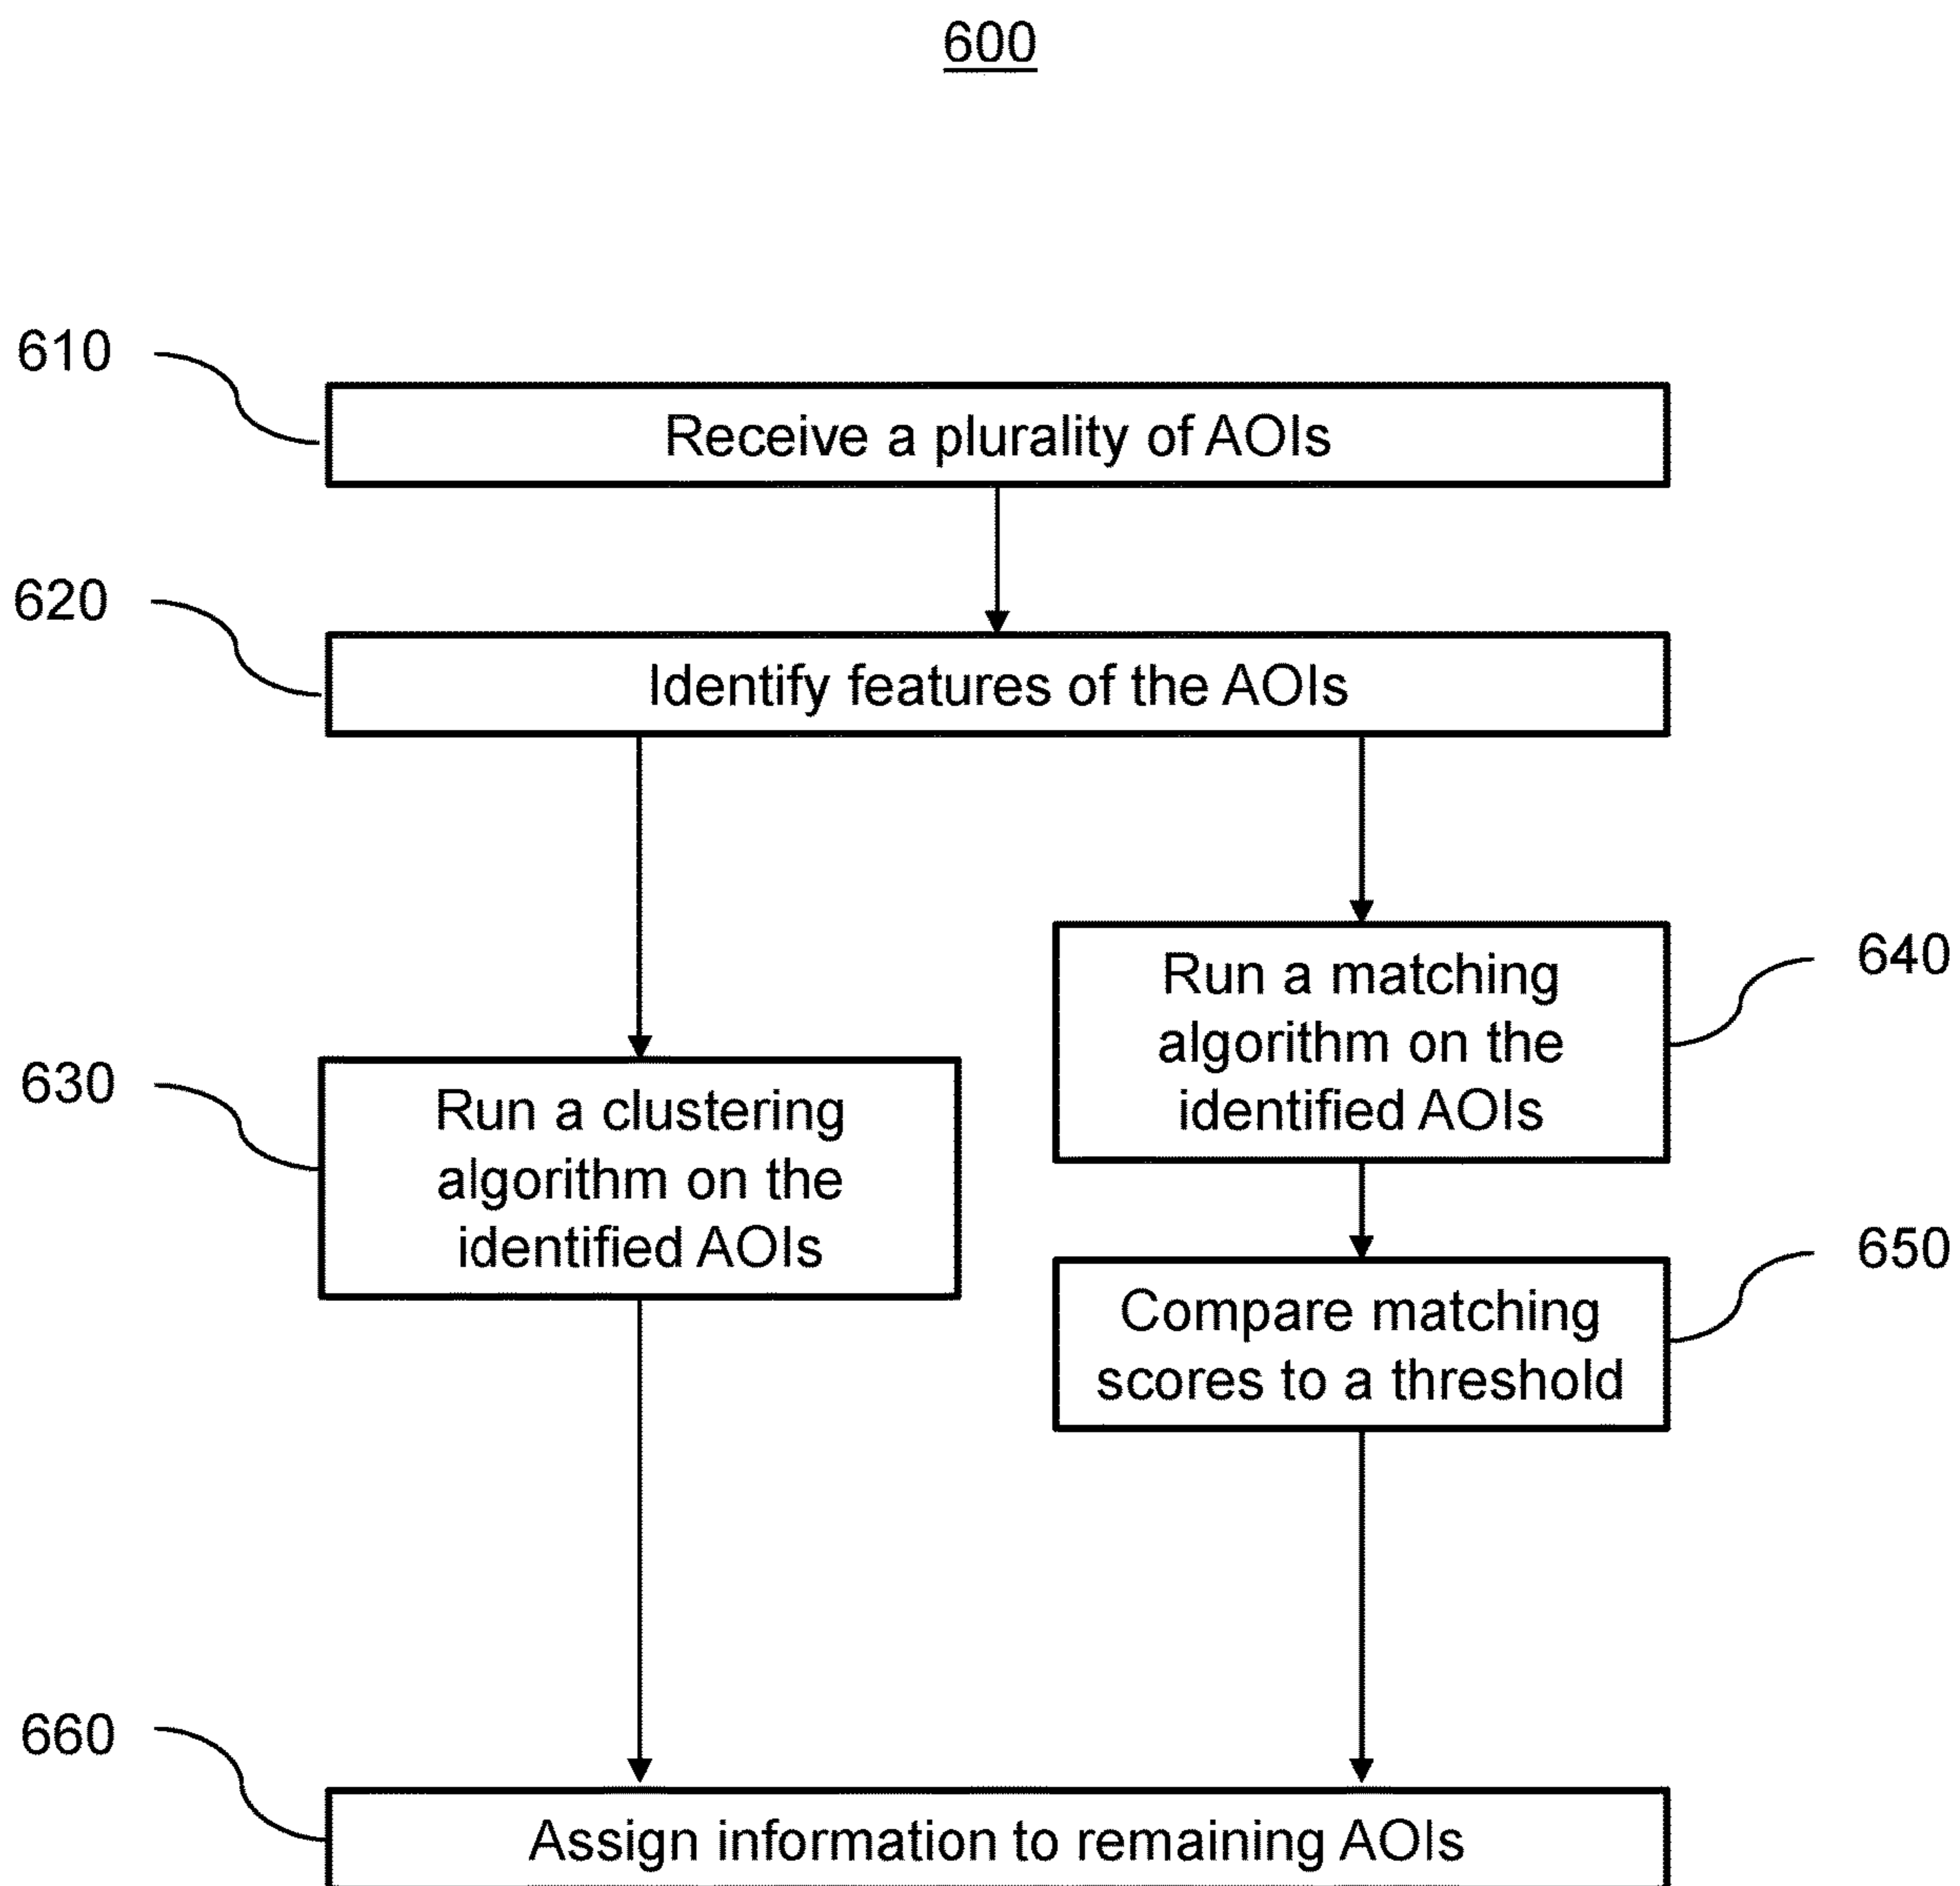 600
610
Receive a plurality of AOIs
620
Identify features of the AOIs
640
Run a matching
algorithm on the
identified AOIs
630
Run a clustering
algorithm on the
identified AOIs
650
Compare matching
scores to a threshold
660
Assign information to remaining AOIs